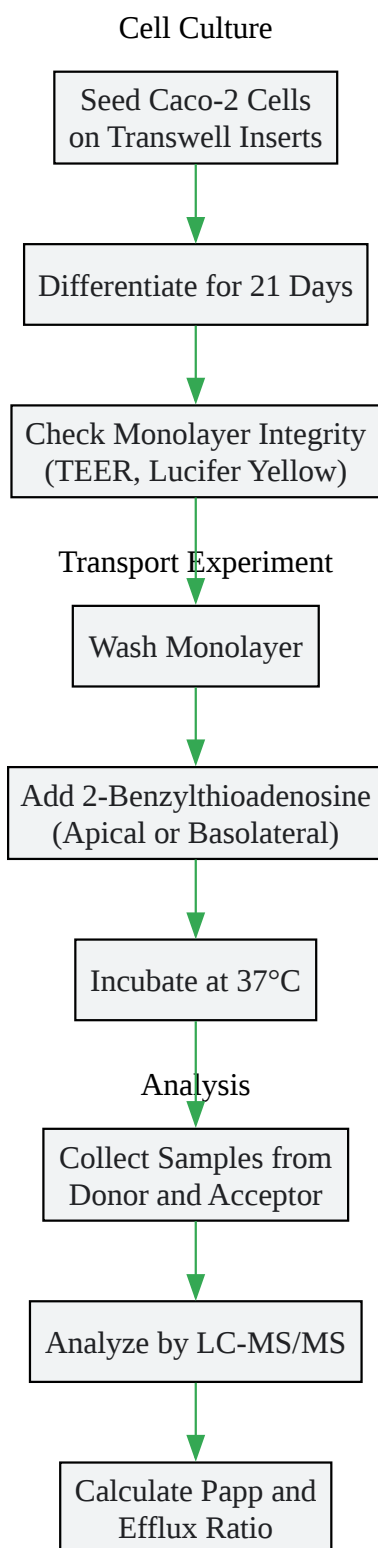 Cell Culture
Seed Caco-2 Cells
on Transwell Inserts
Differentiate for 21 Days
Check Monolayer Integrity
(TEER, Lucifer Yellow)
Transport Experiment
Wash Monolayer
Add 2-Benzylthioadenosine
(Apical or Basolateral)
Incubate at 37°C
Analysis
Collect Samples from
Donor and Acceptor
Analyze by LC-MS/MS
Calculate Papp and
Efflux Ratio